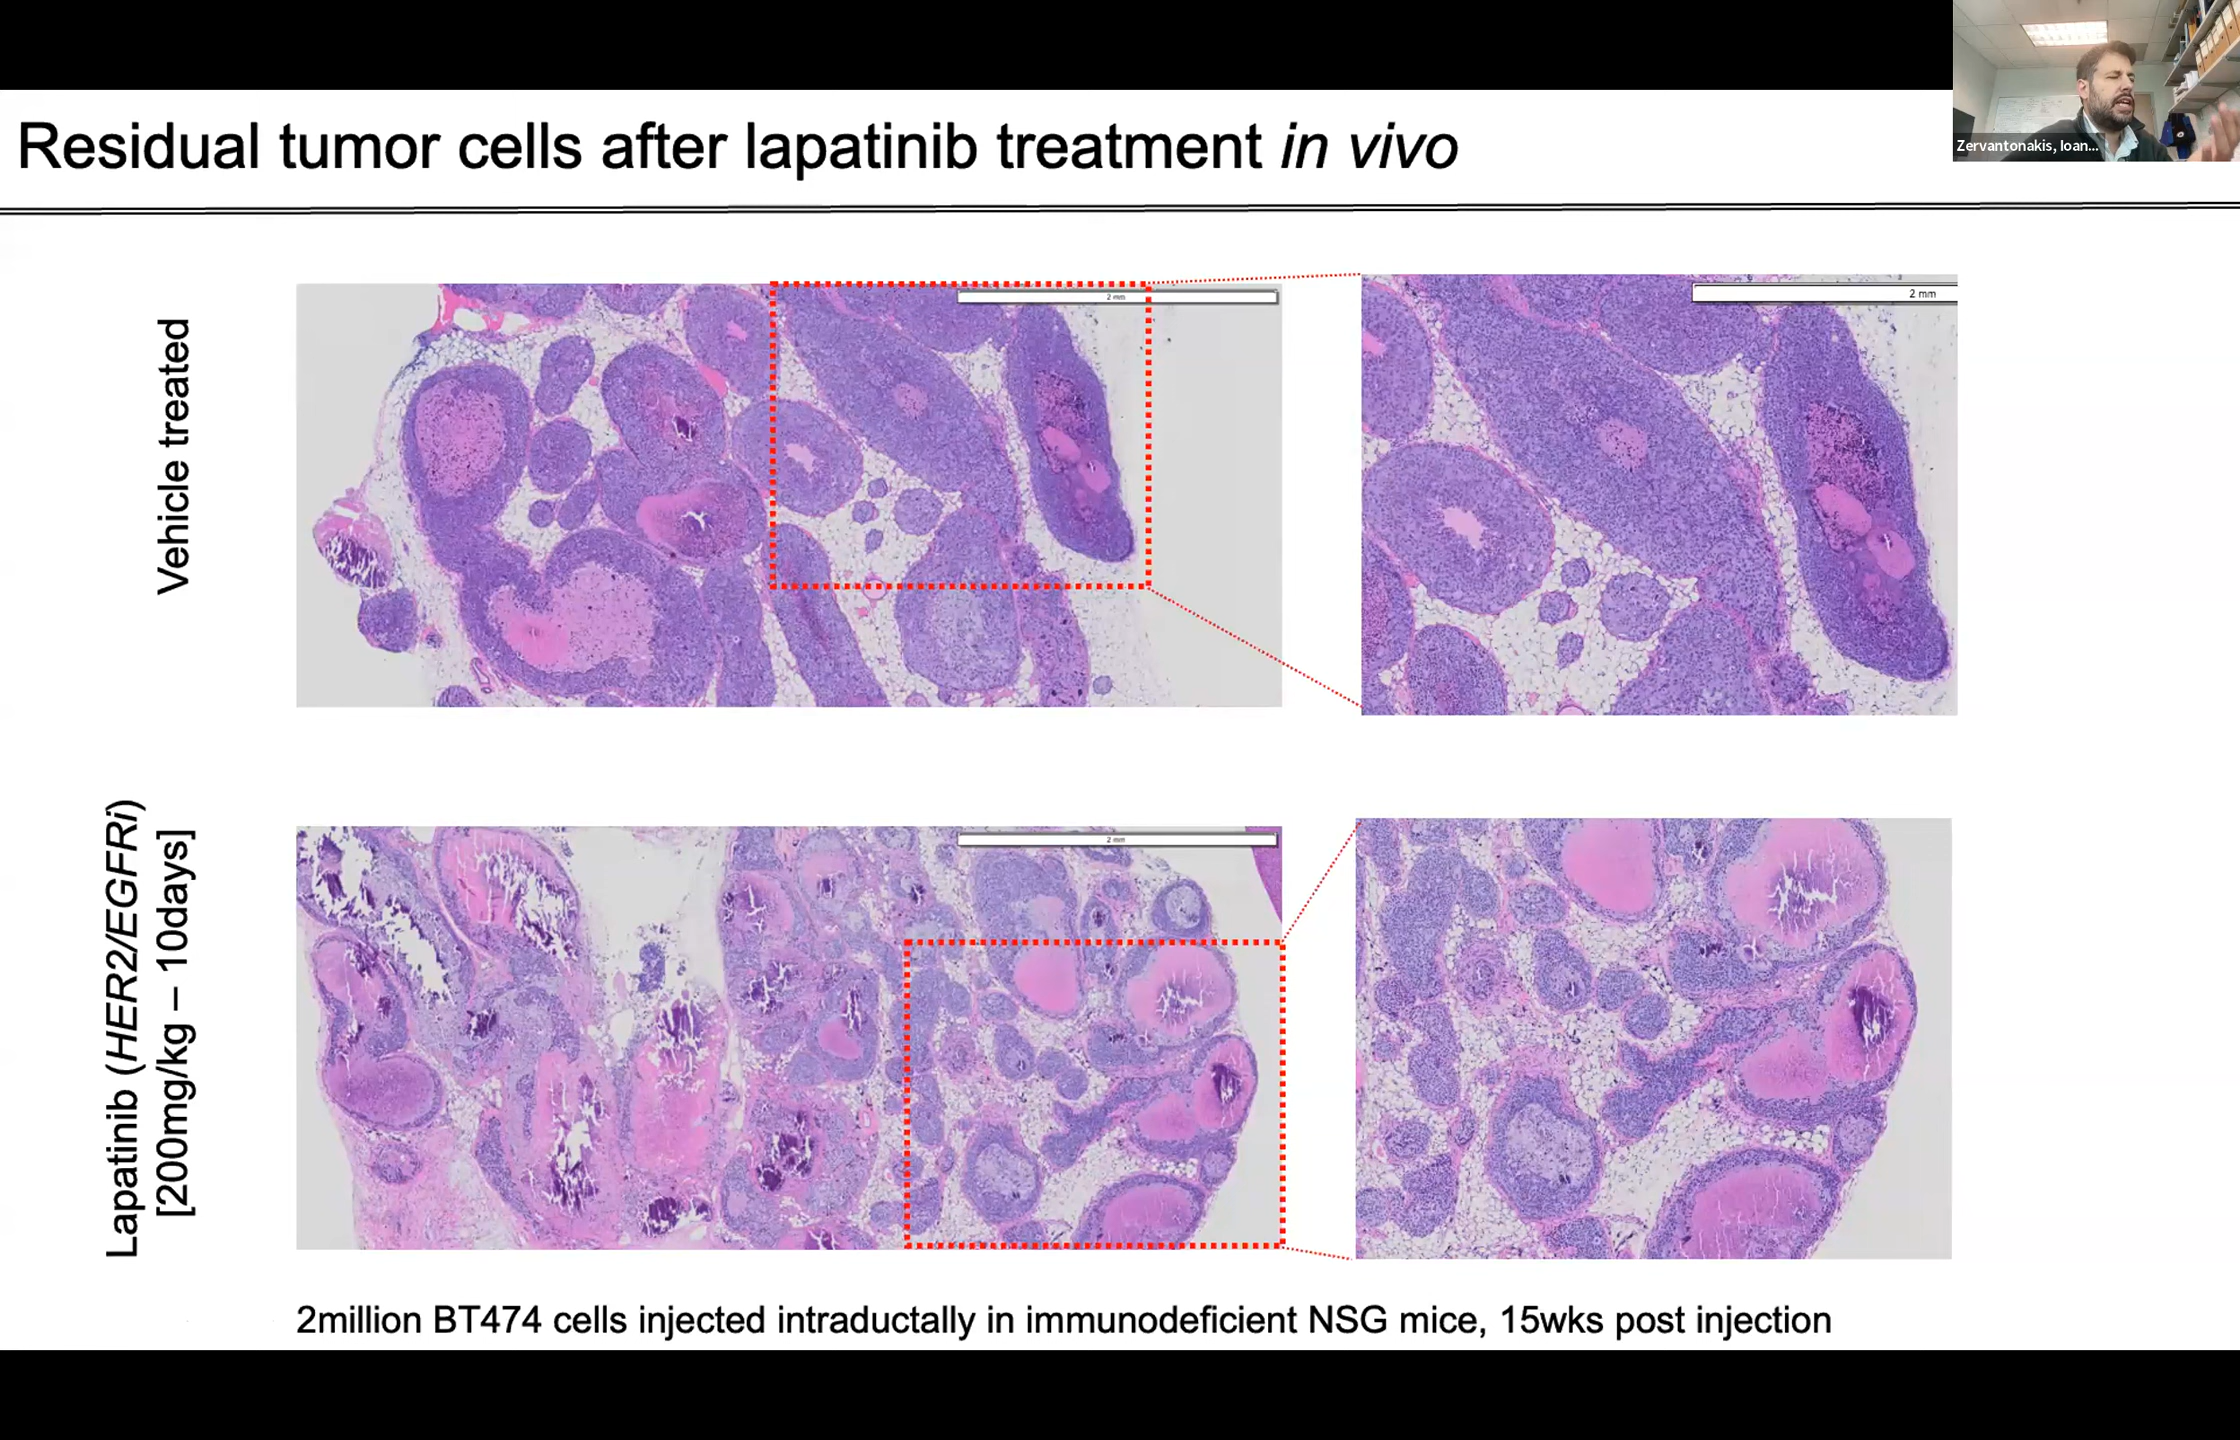 Zervantonakis, Ioan...
Residual tumor cells after lapatinib treatment in vivo
Vehicle treated
2 mm
2 mm
Lapatinib (HER2/EGFRi)
[200mg/kg – 10days]
2 mm
2million BT474 cells injected intraductally in immunodeficient NSG mice, 15wks post injection